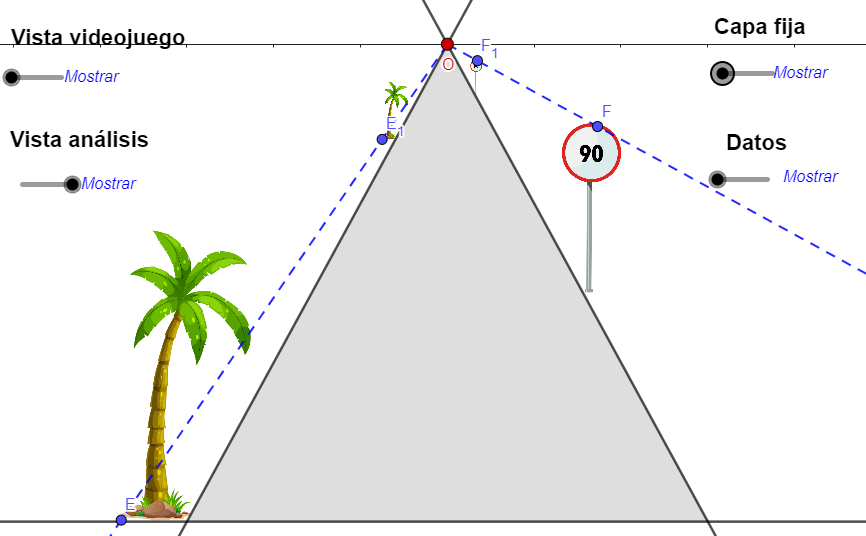 Vista videojuego
Mostrar
Vista análisis
Mostrar
Capa fija
Mostrar
Datos
Mostrar
O
F1
F
90
E1
E